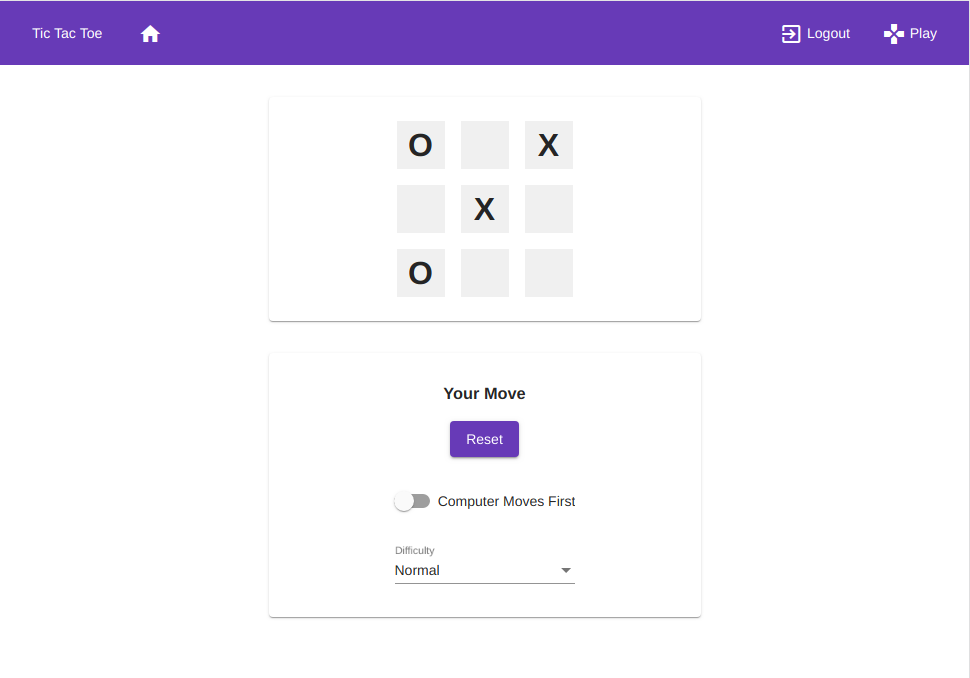 Tic Tac Toe
Logout
Play
O X
X
O
Your Move
Reset
Computer Moves First
Difficulty
Normal